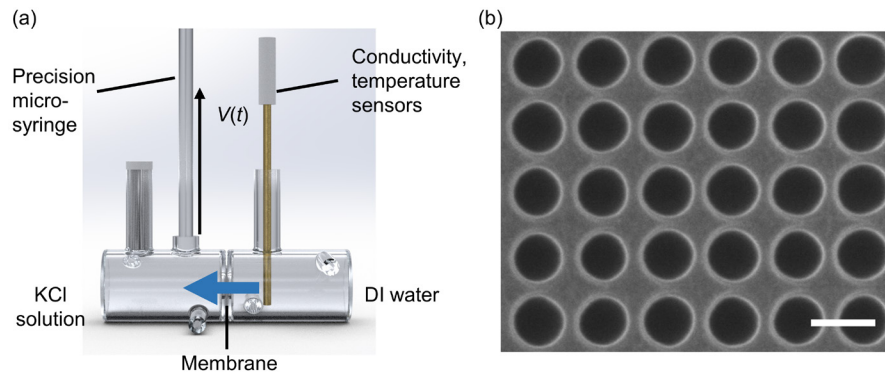 (a)
Precision
micro-
syringe
V(t)
Conductivity,
temperature
sensors
KCl
solution
DI water
Membrane
(b)